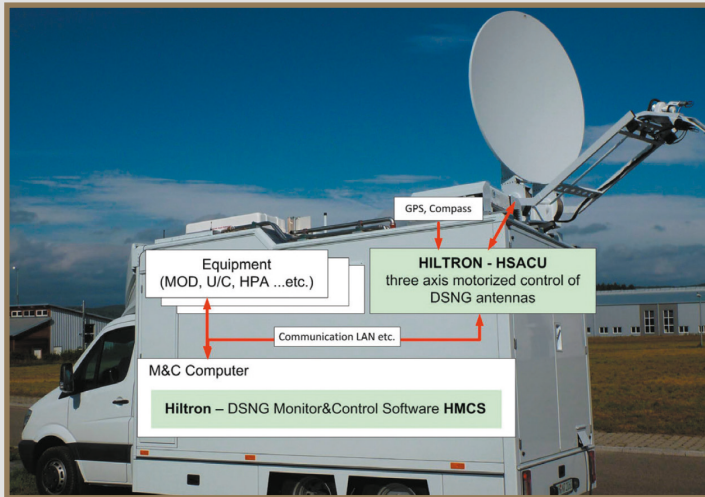 GPS, Compass
Equipment
(MOD, U/C, HPA ...etc.)
HILTRON - HSACU
three axis motorized control of
DSNG antennas
Communication LAN etc.
M&C Computer
Hiltron – DSNG Monitor&Control Software HMCS